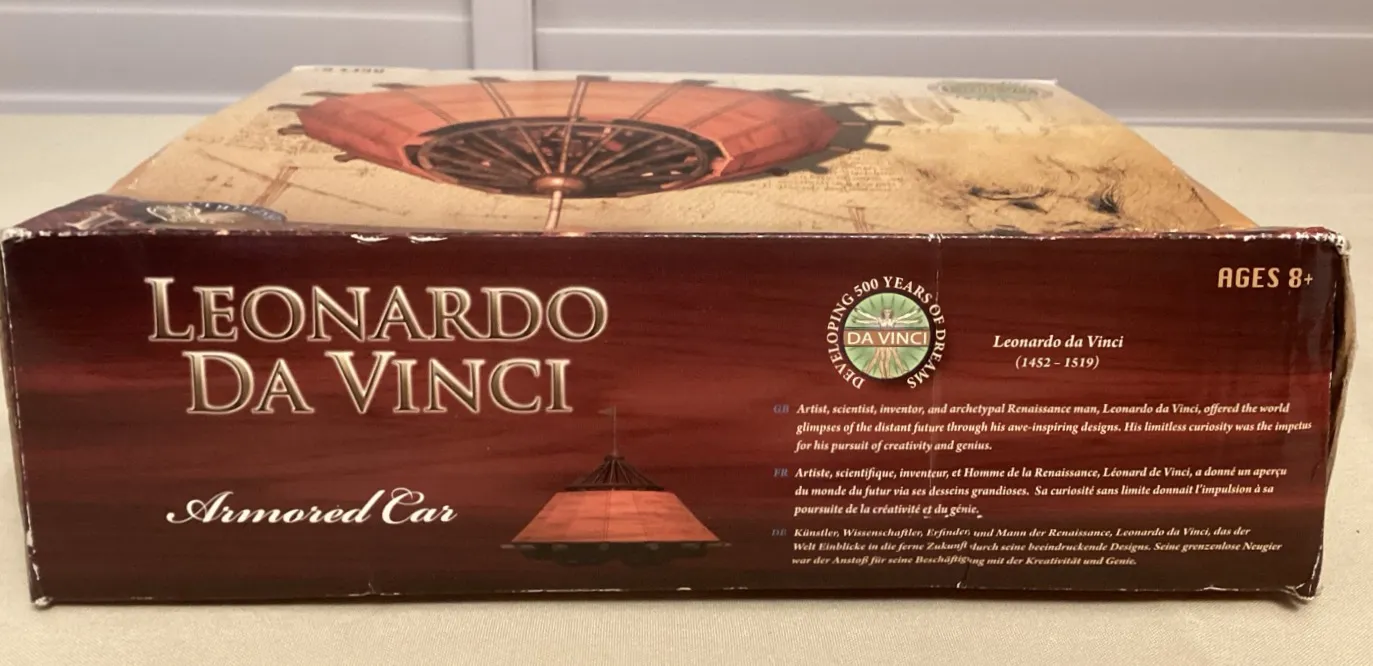 LEONARDO
DA VINCI
Armored Car
DEVELOPING 500 YEARS OF DREAMS
DA VINCI
AGES 8+
Leonardo da Vinci
(1452 – 1519)
GB Artist, scientist, inventor, and archetypal Renaissance man, Leonardo da Vinci, offered the world
glimpses of the distant future through his awe-inspiring designs. His limitless curiosity was the impetus
for his pursuit of creativity and genius.
FR Artiste, scientifique, inventeur, et Homme de la Renaissance, Léonard de Vinci, a donné un aperçu
du monde du futur via ses desseins grandioses. Sa curiosité sans limite donnait l'impulsion à sa
poursuite de la créativité et du génie.
DE Künstler, Wissenschaftler, Erfinder und Mann der Renaissance, Leonardo da Vinci, das der
Welt Einblicke in die ferne Zukunft durch seine beeindruckende Designs. Seine grenzenlose Neugier
war der Anstoß für seine Beschäftigung mit der Kreativität und Genie.